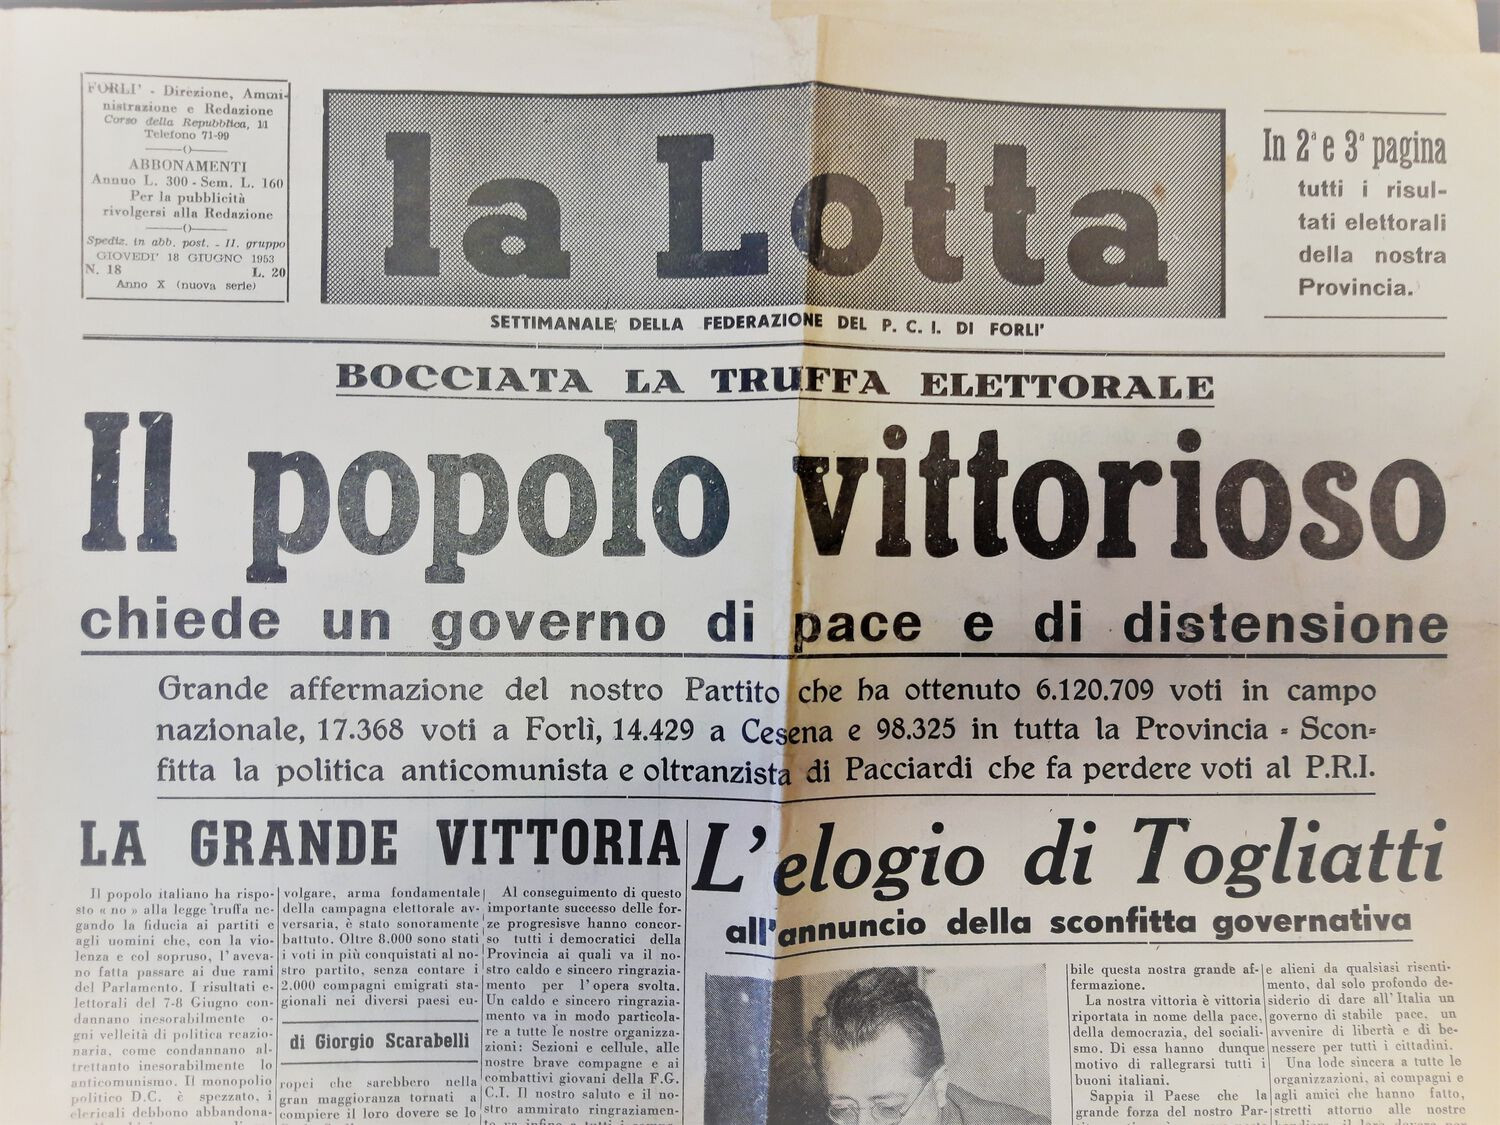 FORLI' - Direzione, Ammi-
nistrazione e Redazione
Corso della Repubblica, 11
Telefono 71-99
ABBONAMENTI
Annuo L. 300 - Sem. L. 160
Per la pubblicità
rivolgersi alla Redazione
Spediz. in abb. post. - II. gruppo
GIOVEDI' 18 GIUGNO 1953
N. 18 L. 20
Anno X (nuova serie)
la Lotta
SETTIMANALE DELLA FEDERAZIONE DEL P. C. I. DI FORLI'
In 2ª e 3ª pagina
tutti i risul-
tati elettorali
della nostra
Provincia.
BOCCIATA LA TRUFFA ELETTORALE
Il popolo vittorioso
chiede un governo di pace e di distensione
Grande affermazione del nostro Partito che ha ottenuto 6.120.709 voti in campo
nazionale, 17.368 voti a Forlì, 14.429 a Cesena e 98.325 in tutta la Provincia - Scon-
fitta la politica anticomunista e oltranzista di Pacciardi che fa perdere voti al P.R.I.
LA GRANDE VITTORIA
Il popolo italiano ha rispo-
sto « no » alla legge truffa ne-
gando la fiducia ai partiti e
agli uomini che, con la vio-
lenza e col sopruso, l'aveva-
no fatta passare ai due rami
del Parlamento. I risultati e-
lettorali del 7-8 Giugno con-
dannano inesorabilmente o-
gni velleità di politica reazio-
naria, come condannano al-
trettanto inesorabilmente lo
anticomunismo. Il monopolio
politico D.C. è spezzato, i
clericali debbono abbandona-
volgare, arma fondamentale
della campagna elettorale av-
versaria, è stato sonoramente
battuto. Oltre 8.000 sono stati
i voti in più conquistati al no-
stro partito, senza contare i
2.000 compagni emigrati sta-
gionali nei diversi paesi eu-
di Giorgio Scarabelli
ropei che sarebbero nella
gran maggioranza tornati a
compiere il loro dovere se lo
Al conseguimento di questo
importante successo delle for-
ze progresisve hanno concor-
so tutti i democratici della
Provincia ai quali va il no-
stro caldo e sincero ringrazia-
mento per l'opera svolta.
Un caldo e sincero ringrazia-
mento va in modo particola-
re a tutte le nostre organizza-
zioni: Sezioni e cellule, alle
nostre brave compagne e ai
combattivi giovani della F.G.
C.I. Il nostro saluto e il no-
stro ammirato ringraziamen-
L'elogio di Togliatti
all'annuncio della sconfitta governativa
bile questa nostra grande af-
fermazione.
La nostra vittoria è vittoria
riportata in nome della pace,
della democrazia, del sociali-
smo. Di essa hanno dunque
motivo di rallegrarsi tutti i
buoni italiani.
Sappia il Paese che la
grande forza del nostro Par-
e alieni da qualsiasi risenti-
mento, dal solo profondo de-
siderio di dare all'Italia un
governo di stabile pace, un
avvenire di libertà e di be-
nessere per tutti i cittadini.
Una lode sincera a tutte le
organizzazioni, ai compagni e
agli amici che hanno fatto,
stretti attorno alle nostre